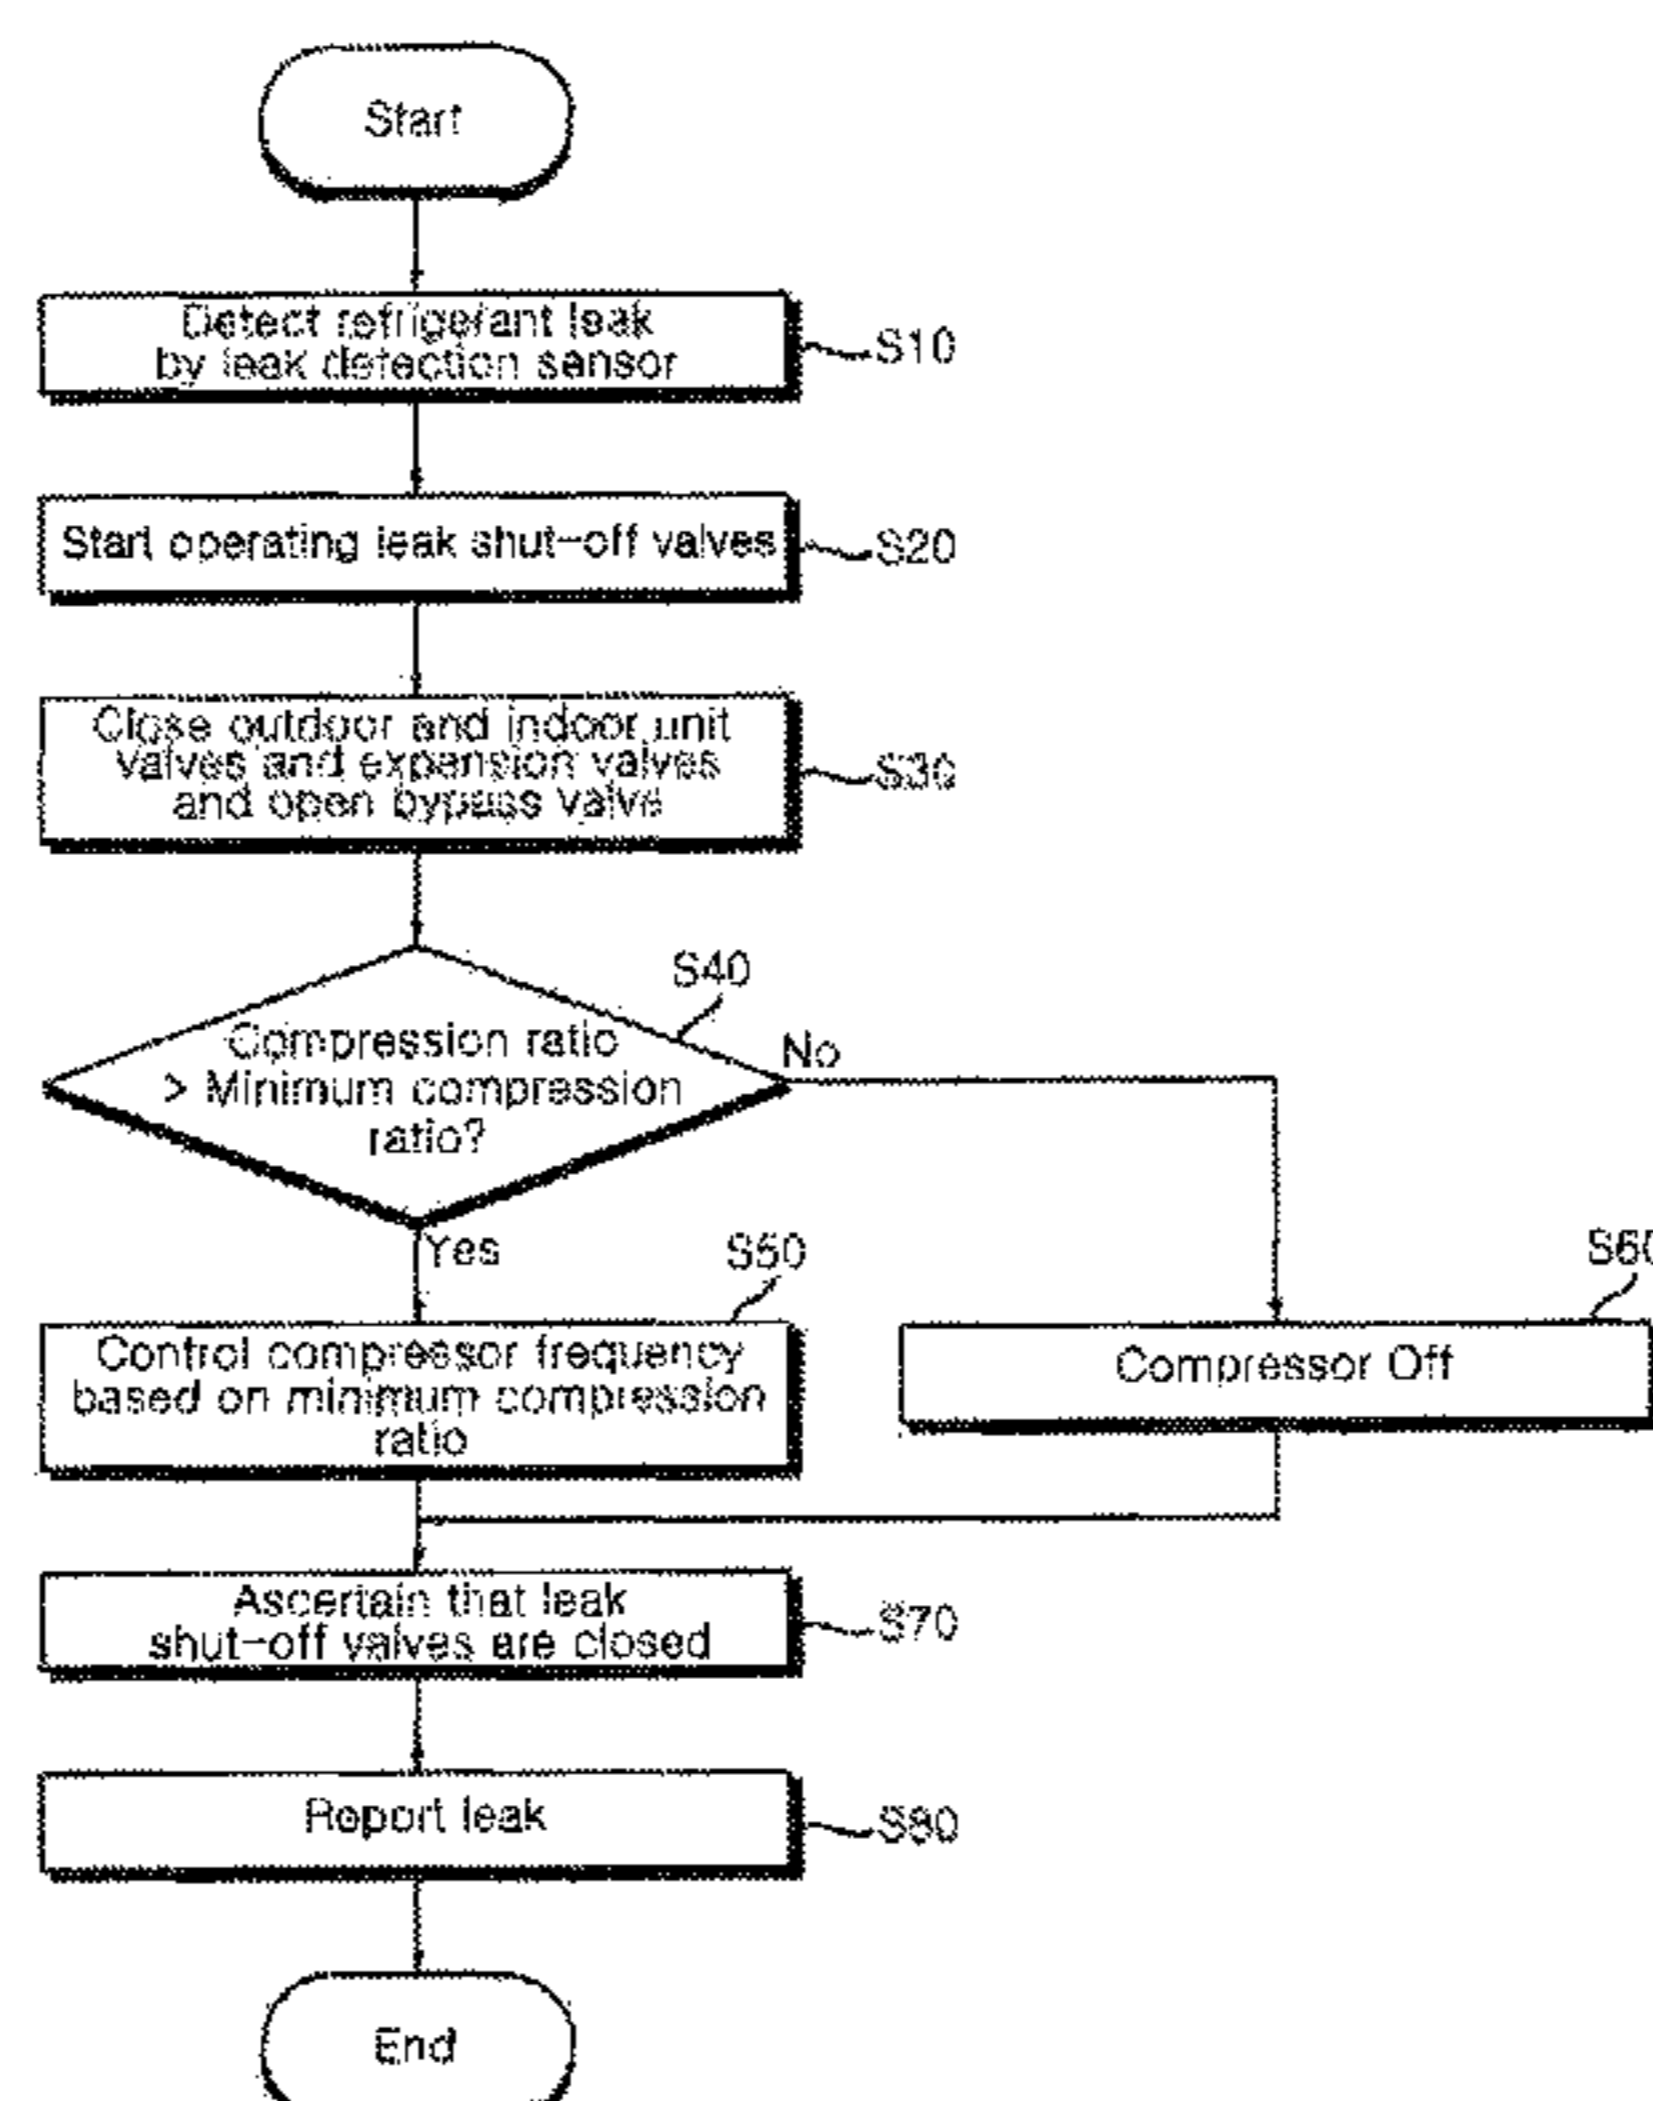 Start
Detect refrigerant leak
by leak detection sensor
S10
Start operating leak shut-off valves
S20
Close outdoor and indoor unit
valves and expansion valves
and open bypass valve
S30
S40
Compression ratio
> Minimum compression
ratio?
No
Yes
S50
S60
Control compressor frequency
based on minimum compression
ratio
Compressor Off
Ascertain that leak
shut-off valves are closed
S70
Report leak
S80
End